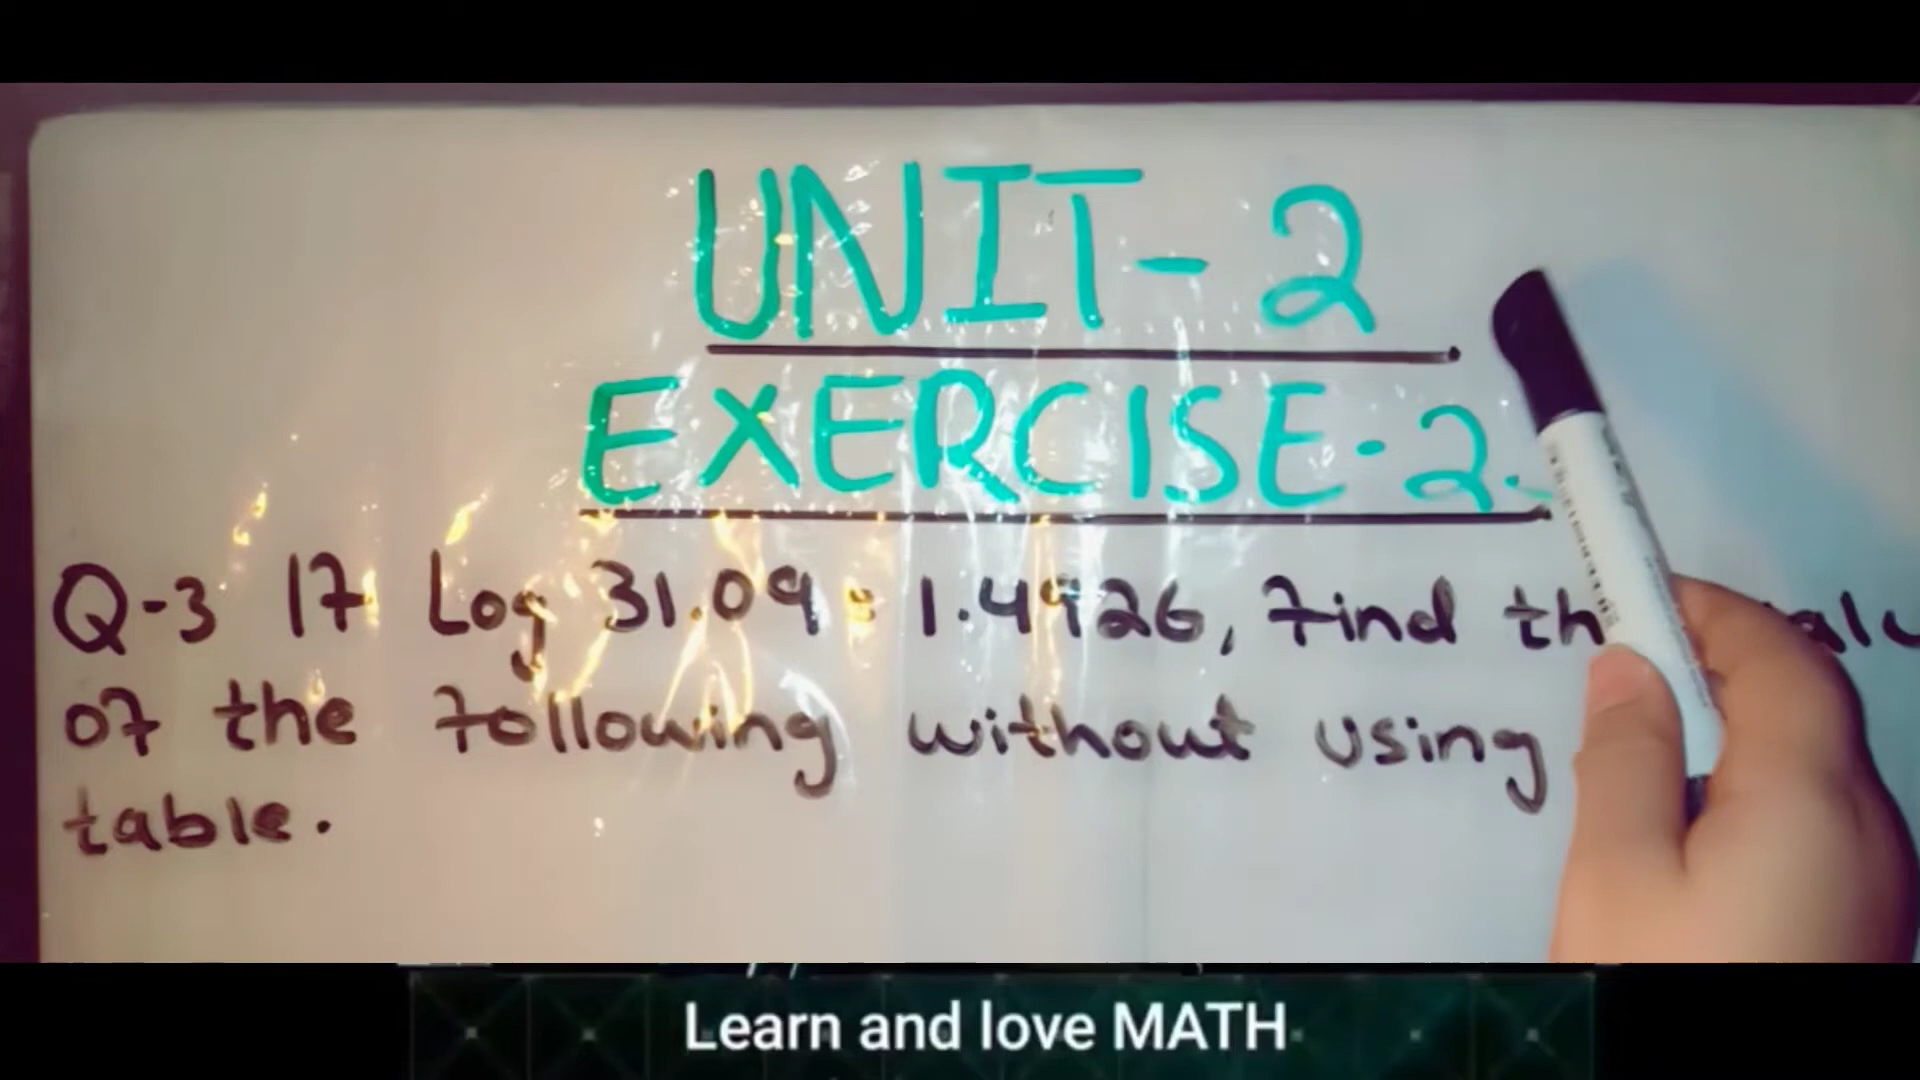 UNIT-2
EXERCISE-2.
Q-3 If Log 31.09 = 1.4926, find
of the following without using
table.
Learn and love MATH